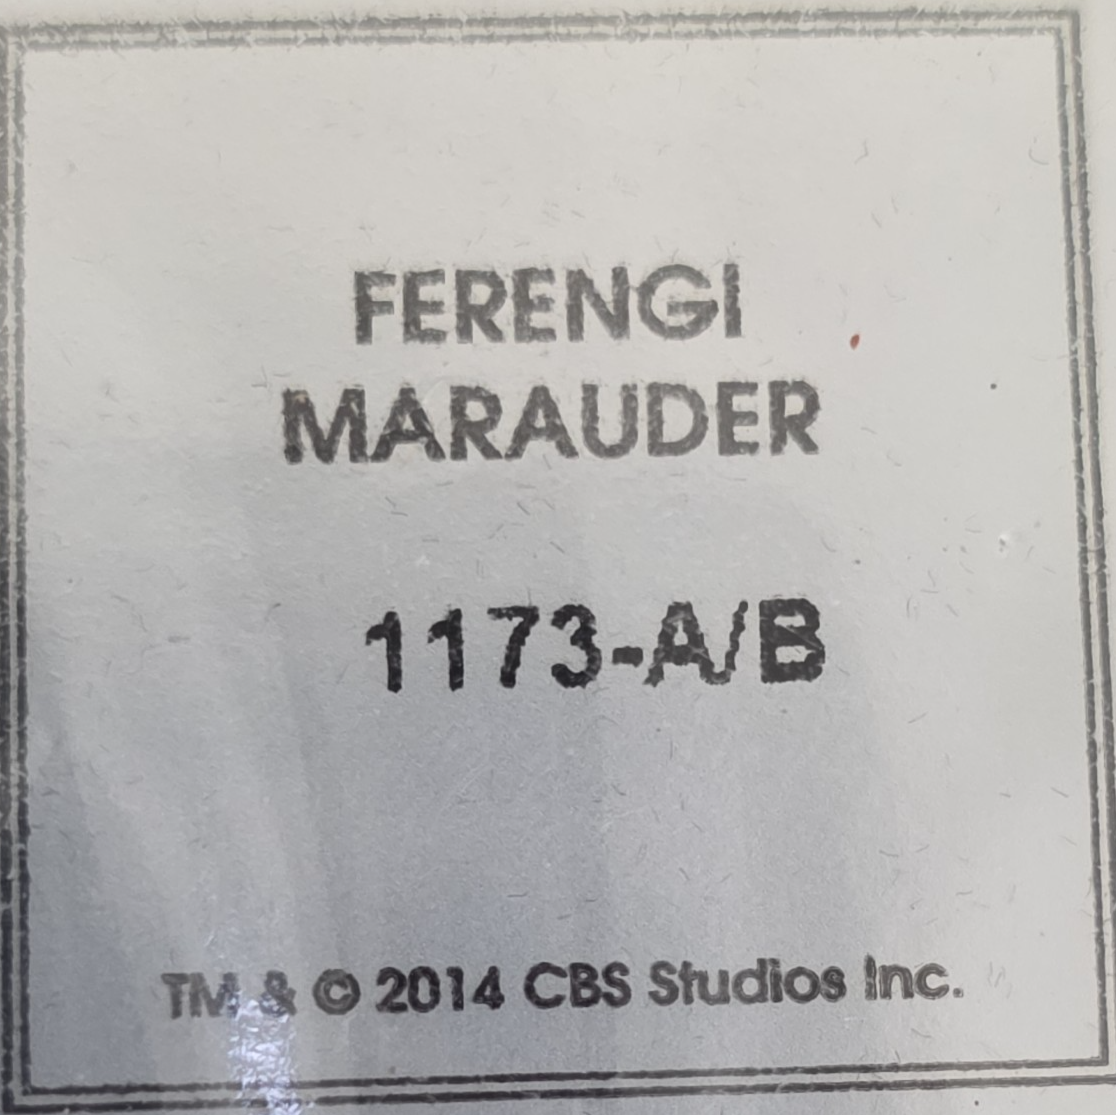 FERENGI
MARAUDER
1173-A/B
TM & © 2014 CBS Studios Inc.